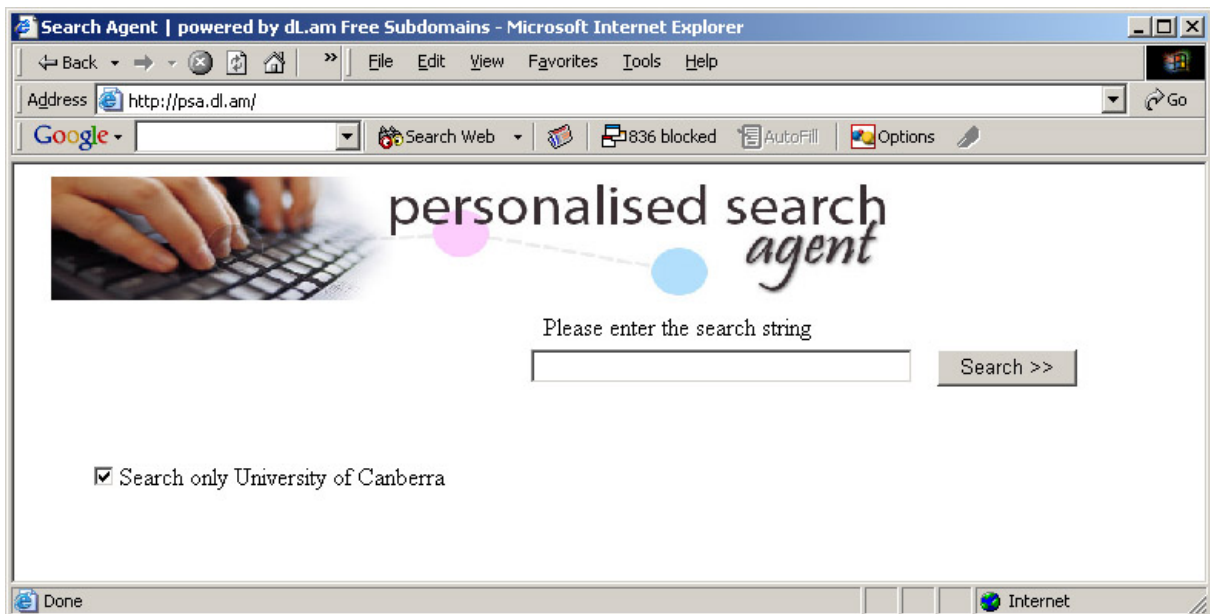 Search Agent | powered by dL.am Free Subdomains - Microsoft Internet Explorer
Back » File Edit View Favorites Tools Help
Address http://psa.dl.am/ Go
Google Search Web 836 blocked AutoFill Options
personalised search
agent
Please enter the search string
Search >>
Search only University of Canberra
Done Internet